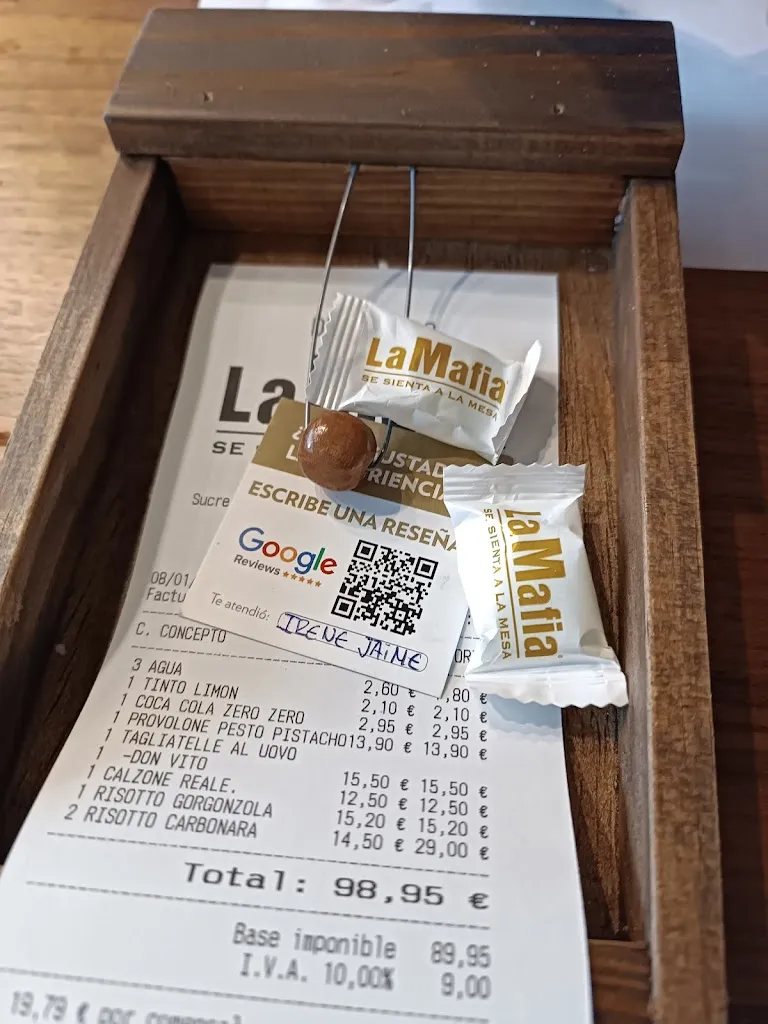 La
SE
LaMafia
SE SIENTA A LA MESA
LaMafia
SE SIENTA A LA MESA
ESCRIBE UNA RESEÑA
Google
Reviews
Te atendió: IRENE JAIME
Sucre
08/01/
Factu
C. CONCEPTO
3 AGUA 2,60 € ,80 €
1 TINTO LIMON 2,10 € 2,10 €
1 COCA COLA ZERO ZERO 2,95 € 2,95 €
1 PROVOLONE PESTO PISTACHO 13,90 € 13,90 €
1 TAGLIATELLE AL UOVO 15,50 € 15,50 €
1 -DON VITO
1 CALZONE REALE. 12,50 € 12,50 €
1 RISOTTO GORGONZOLA 15,20 € 15,20 €
2 RISOTTO CARBONARA 14,50 € 29,00 €
Total: 98,95 €
Base imponible 89,95
I.V.A. 10,00% 9,00
19,79 € por comensal